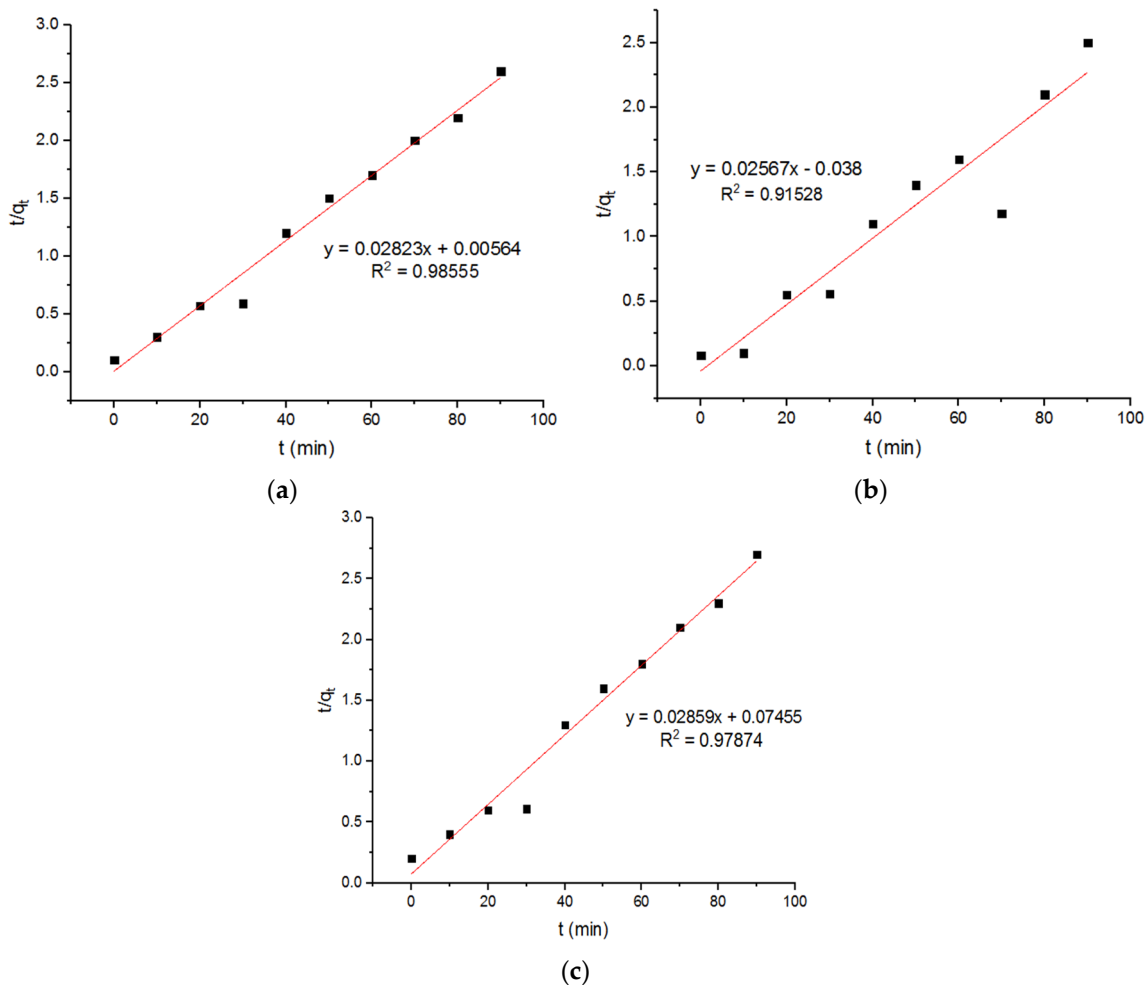 3.0
2.5
2.0
1.5
1.0
0.5
0.0
t/qt
y = 0.02823x + 0.00564
R2 = 0.98555
0 20 40 60 80 100
t (min)
(a)
2.5
2.0
1.5
1.0
0.5
0.0
t/qt
y = 0.02567x - 0.038
R2 = 0.91528
0 20 40 60 80 100
t (min)
(b)
3.0
2.5
2.0
1.5
1.0
0.5
0.0
t/qt
y = 0.02859x + 0.07455
R2 = 0.97874
0 20 40 60 80 100
t (min)
(c)